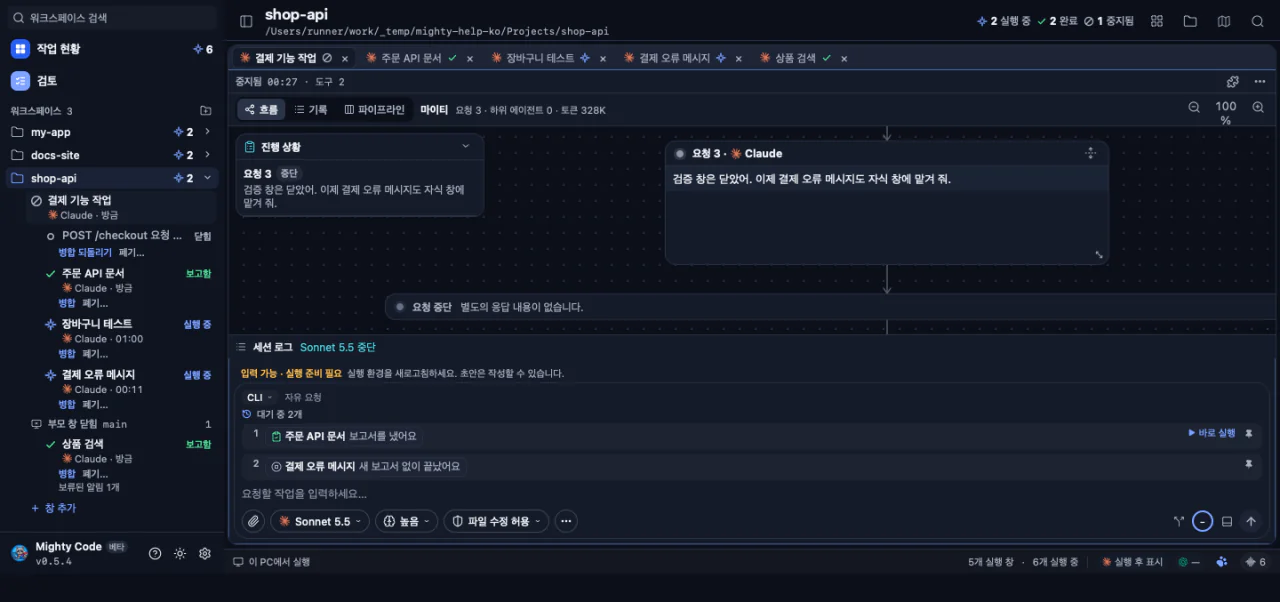 워크스페이스 검색
작업 현황 6
검토
워크스페이스 3
my-app 2
docs-site 2
shop-api 2
결제 기능 작업
Claude · 방금
POST /checkout 요청 ... 닫힘
병합 되돌리기 폐기...
주문 API 문서 보고함
Claude · 방금
병합 폐기...
장바구니 테스트 실행 중
Claude · 01:00
병합 폐기...
결제 오류 메시지 실행 중
Claude · 00:11
병합 폐기...
부모 창 닫힘 main 1
상품 검색 보고함
Claude · 방금
병합 폐기...
보류된 알림 1개
+ 창 추가
Mighty Code 베타
v0.5.4
shop-api
/Users/runner/work/_temp/mighty-help-ko/Projects/shop-api
2 실행 중 2 완료 1 중지됨
결제 기능 작업 주문 API 문서 장바구니 테스트 결제 오류 메시지 상품 검색
중지됨 00:27 · 도구 2
흐름 기록 파이프라인 마이티 요청 3 · 하위 에이전트 0 · 토큰 328K
100
%
진행 상황
요청 3 중단
검증 창은 닫았어. 이제 결제 오류 메시지도 자식 창에
맡겨 줘.
요청 3 · Claude
검증 창은 닫았어. 이제 결제 오류 메시지도 자식 창에 맡겨 줘.
요청 중단 별도의 응답 내용이 없습니다.
세션 로그 Sonnet 5.5 중단
입력 가능 · 실행 준비 필요 실행 환경을 새로고침하세요. 초안은 작성할 수 있습니다.
CLI 자유 요청
대기 중 2개
1 주문 API 문서 보고서를 냈어요 바로 실행
2 결제 오류 메시지 새 보고서 없이 끝났어요
요청할 작업을 입력하세요...
Sonnet 5.5 높음 파일 수정 허용
이 PC에서 실행
5개 실행 창 · 6개 실행 중 실행 후 표시 — 6